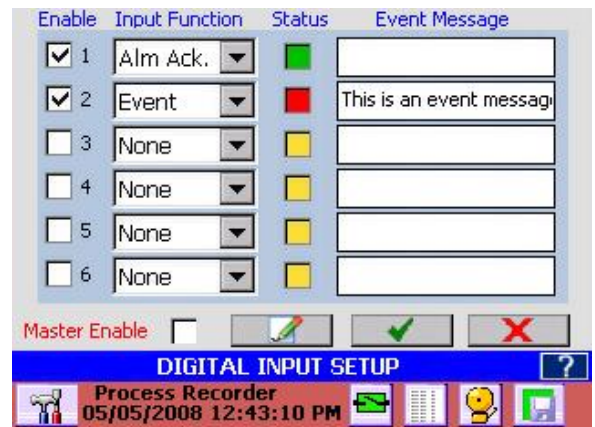 Enable Input Function Status Event Message
1 Alm Ack.
2 Event This is an event messag
3 None
4 None
5 None
6 None
Master Enable
DIGITAL INPUT SETUP ?
Process Recorder
05/05/2008 12:43:10 PM